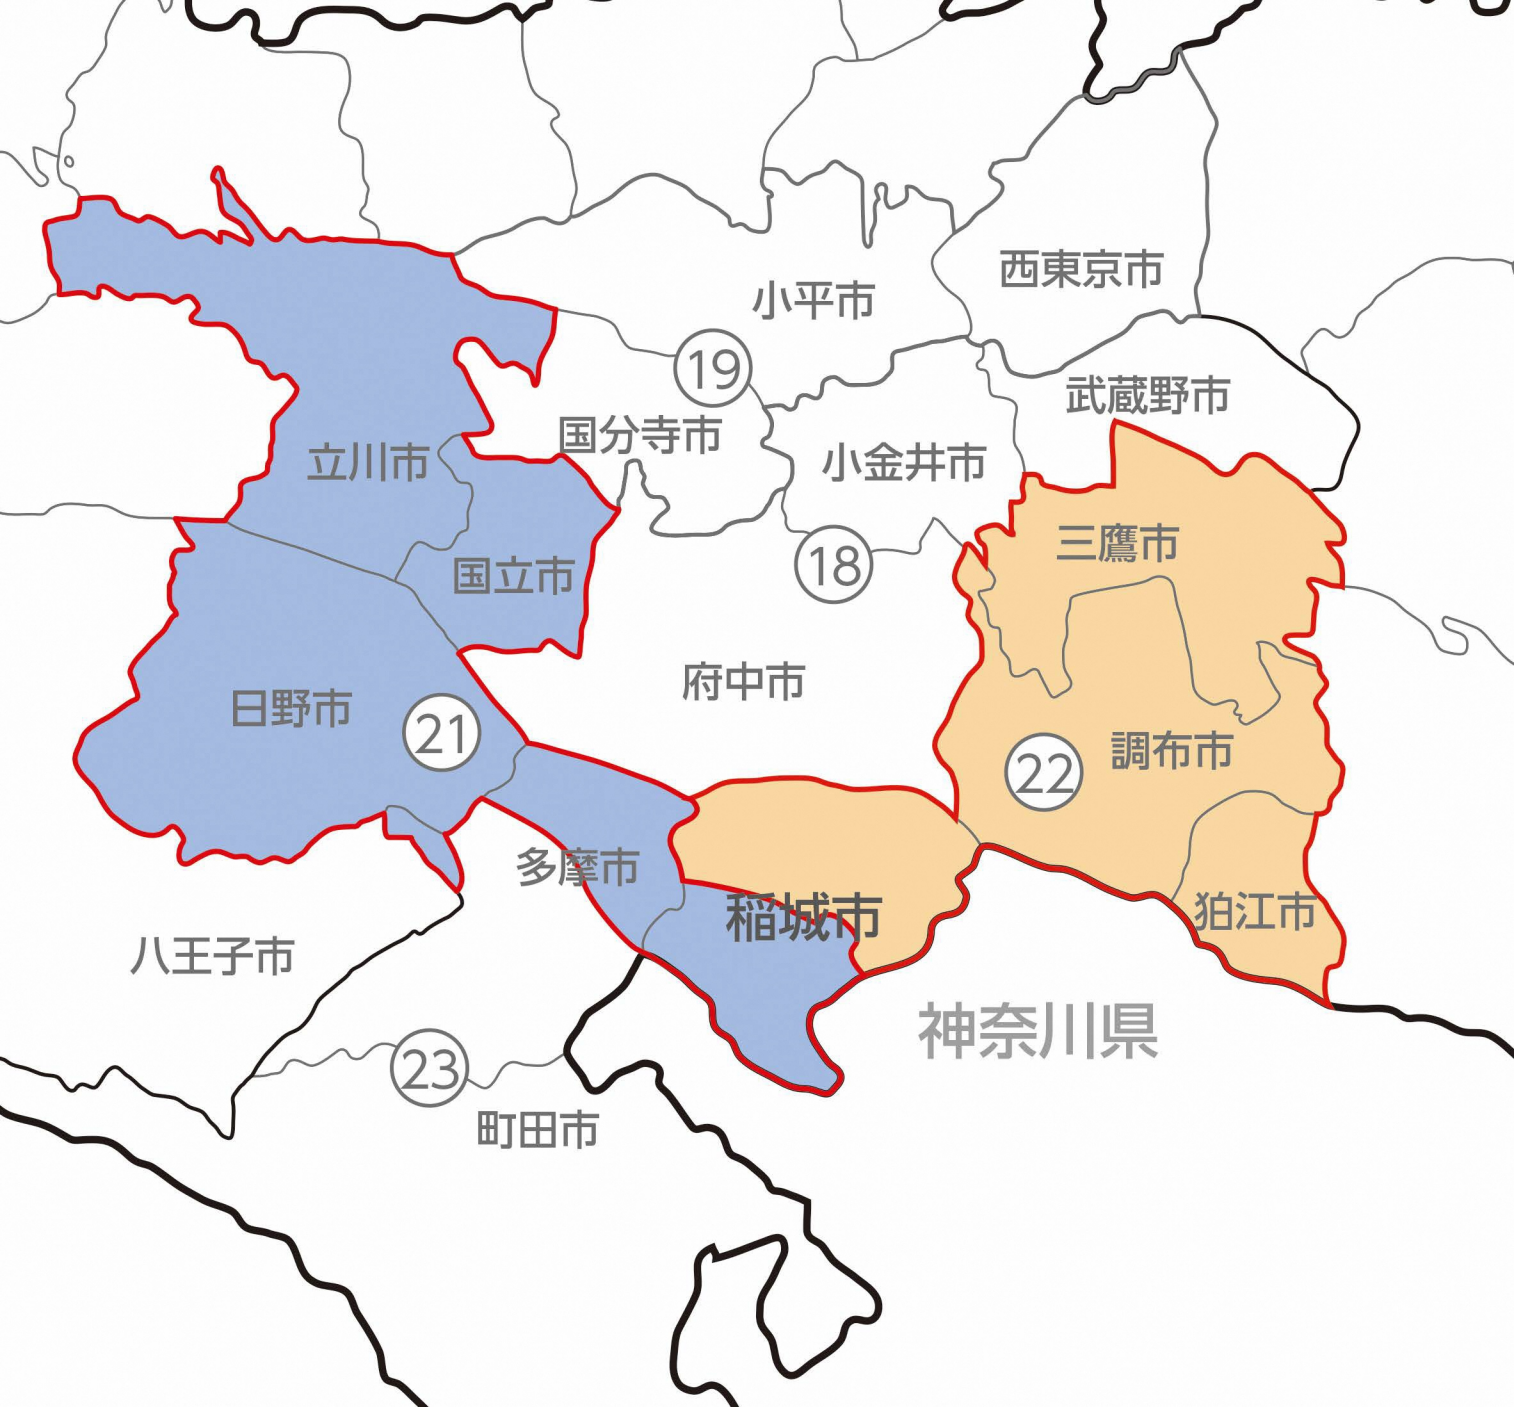 西東京市
小平市
19
武蔵野市
国分寺市
立川市
小金井市
三鷹市
18
国立市
府中市
日野市
21
調布市
22
多摩市
稲城市
狛江市
八王子市
神奈川県
23
町田市